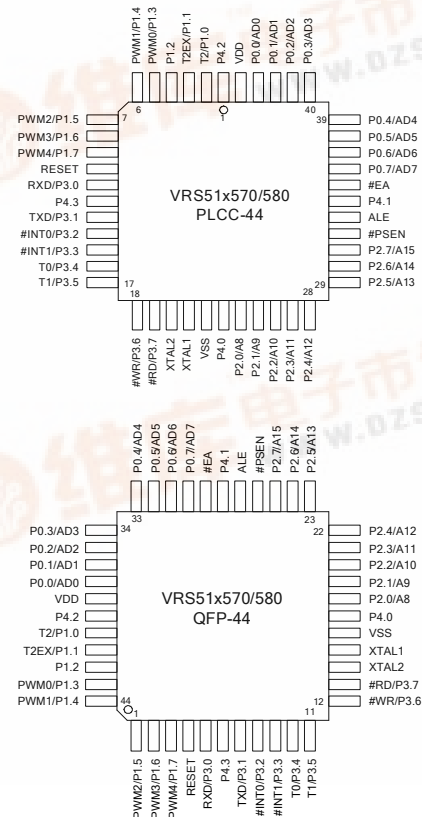 PWM1/P1.4
PWM0/P1.3
P1.2
T2EX/P1.1
T2/P1.0
P4.2
VDD
P0.0/AD0
P0.1/AD1
P0.2/AD2
P0.3/AD3
6
1
40
7
39
PWM2/P1.5
PWM3/P1.6
PWM4/P1.7
RESET
RXD/P3.0
P4.3
TXD/P3.1
#INT0/P3.2
#INT1/P3.3
T0/P3.4
T1/P3.5
VRS51x570/580
PLCC-44
P0.4/AD4
P0.5/AD5
P0.6/AD6
P0.7/AD7
#EA
P4.1
ALE
#PSEN
P2.7/A15
P2.6/A14
P2.5/A13
17
29
18
28
#WR/P3.6
#RD/P3.7
XTAL2
XTAL1
VSS
P4.0
P2.0/A8
P2.1/A9
P2.2/A10
P2.3/A11
P2.4/A12
P0.4/AD4
P0.5/AD5
P0.6/AD6
P0.7/AD7
#EA
P4.1
ALE
#PSEN
P2.7/A15
P2.6/A14
P2.5/A13
33
23
34
22
P0.3/AD3
P0.2/AD2
P0.1/AD1
P0.0/AD0
VDD
P4.2
T2/P1.0
T2EX/P1.1
P1.2
PWM0/P1.3
PWM1/P1.4
VRS51x570/580
QFP-44
P2.4/A12
P2.3/A11
P2.2/A10
P2.1/A9
P2.0/A8
P4.0
VSS
XTAL1
XTAL2
#RD/P3.7
#WR/P3.6
44
12
1
11
PWM2/P1.5
PWM3/P1.6
PWM4/P1.7
RESET
RXD/P3.0
P4.3
TXD/P3.1
#INT0/P3.2
#INT1/P3.3
T0/P3.4
T1/P3.5